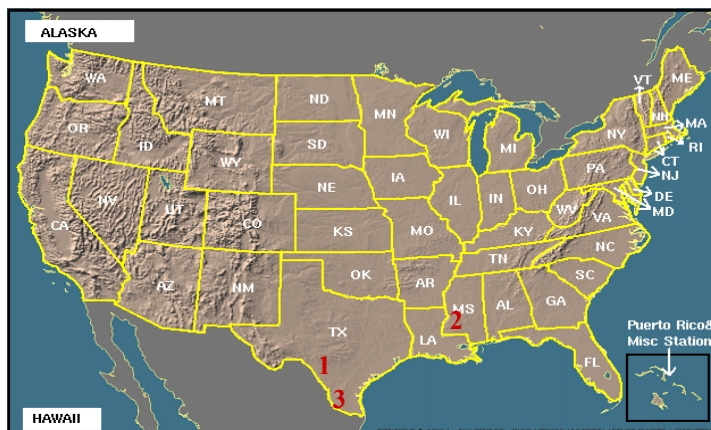 ALASKA
WA
MT
ND
MN
VT
ME
OR
ID
SD
WI
MI
NY
NH
MA
RI
WY
IA
PA
CT
NJ
NE
IL
IN
OH
NV
UT
CO
DE
MD
CA
KS
MO
WV
VA
KY
NC
TN
AZ
NM
OK
AR
SC
MS
AL
GA
2
TX
LA
Puerto Rico&
Misc Station
1
FL
3
HAWAII